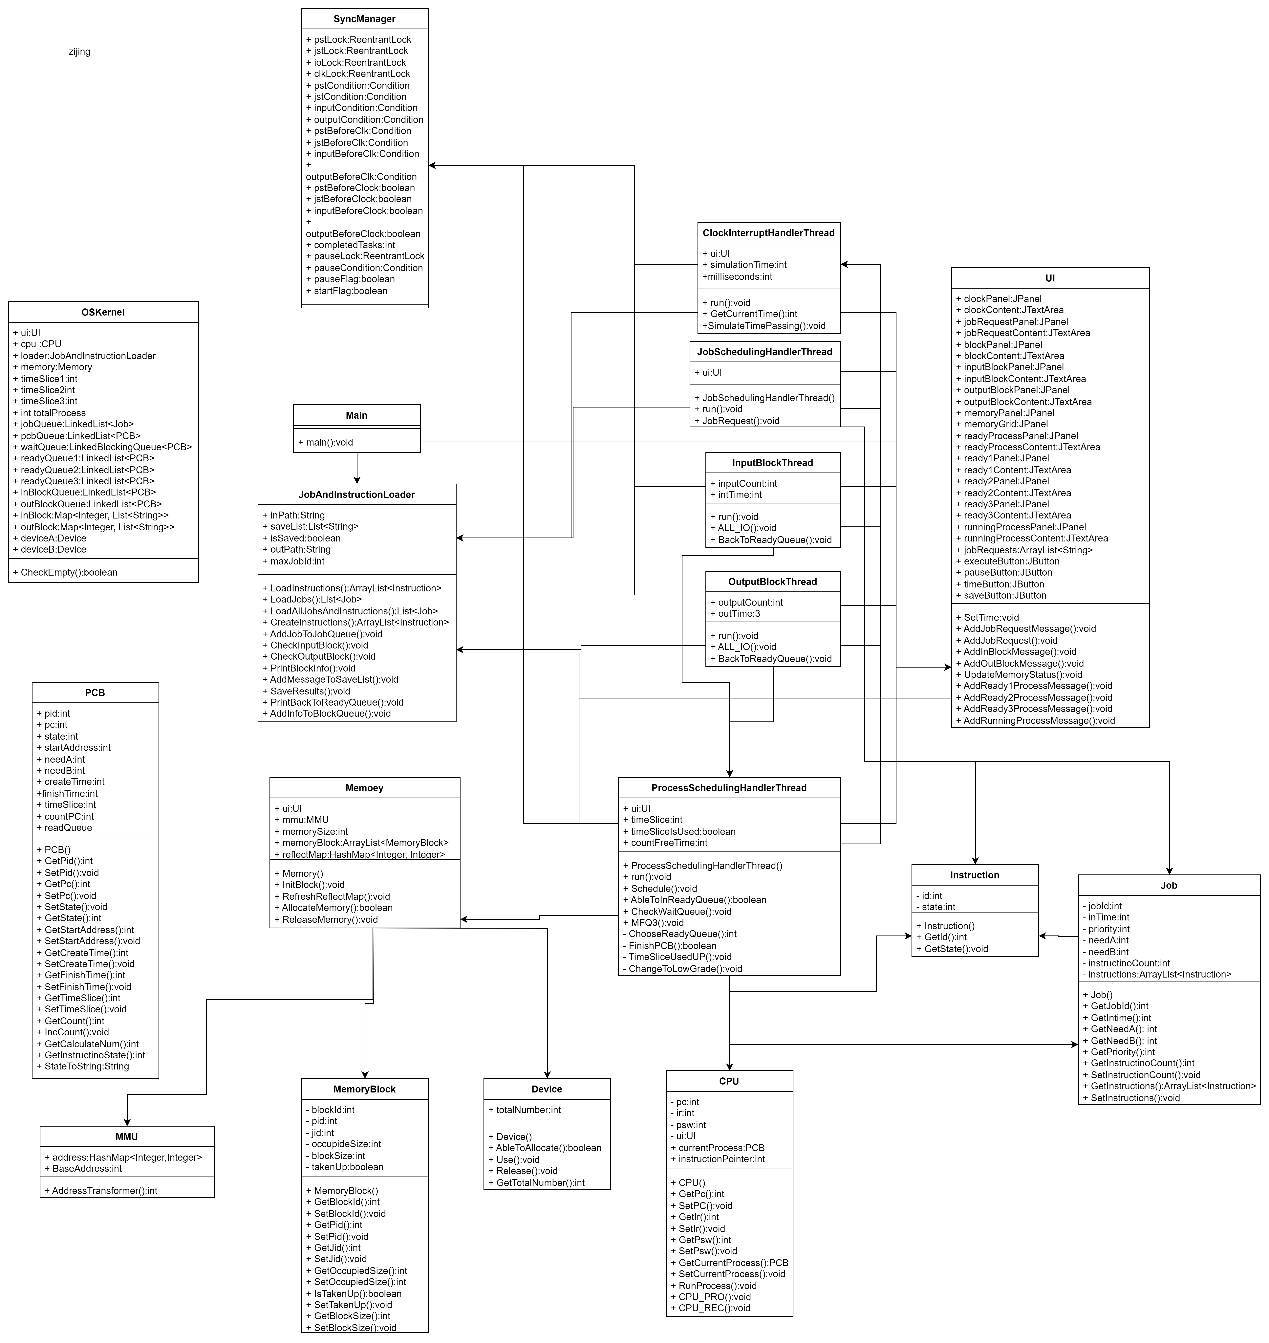 zijing
SyncManager
+ pstLock:ReentrantLock
+ jstLock:ReentrantLock
+ ioLock:ReentrantLock
+ clkLock:ReentrantLock
+ pstCondition:Condition
+ jstCondition:Condition
+ inputCondition:Condition
+ outputCondition:Condition
+ pstBeforeClk:Condition
+ jstBeforeClk:Condition
+ inputBeforeClk:Condition
+
outputBeforeClk:Condition
+ pstBeforeClock:boolean
+ jstBeforeClock:boolean
+ inputBeforeClock:boolean
+
outputBeforeClock:boolean
+ completedTasks:int
+ pauseLock:ReentrantLock
+ pauseCondition:Condition
+ pauseFlag:boolean
+ startFlag:boolean
ClockInterruptHandlerThread
+ ui:UI
+ simulationTime:int
+milliseconds:int
+ run():void
+ GetCurrentTime():int
+SimulateTimePassing():void
UI
+ clockPanel:JPanel
+ clockContent:JTextArea
+ jobRequestPanel:JPanel
+ jobRequestContent:JTextArea
+ blockPanel:JPanel
+ blockContent:JTextArea
+ inputBlockPanel:JPanel
+ inputBlockContent:JTextArea
+ outputBlockPanel:JPanel
+ outputBlockContent:JTextArea
+ memoryPanel:JPanel
+ memoryGrid:JPanel
+ readyProcessPanel:JPanel
+ readyProcessContent:JTextArea
+ ready1Panel:JPanel
+ ready1Content:JTextArea
+ ready2Panel:JPanel
+ ready2Content:JTextArea
+ ready3Panel:JPanel
+ ready3Content:JTextArea
+ runningProcessPanel:JPanel
+ runningProcessContent:JTextArea
+ jobRequests:ArrayList<String>
+ executeButton:JButton
+ pauseButton:JButton
+ timeButton:JButton
+ saveButton:JButton
+ SetTime:void
+ AddJobRequestMessage():void
+ AddJobRequest():void
+ AddInBlockMessage():void
+ AddOutBlockMessage():void
+ UpdateMemoryStatus():void
+ AddReady1ProcessMessage():void
+ AddReady2ProcessMessage():void
+ AddReady3ProcessMessage():void
+ AddRunningProcessMessage():void
OSKernel
+ ui:UI
+ cpu :CPU
+ loader:JobAndInstructionLoader
+ memory:Memory
+ timeSlice1:int
+ timeSlice2int
+ timeSlice3:int
+ int totalProcess
+ jobQueue:LinkedList<Job>
+ pcbQueue:LinkedList<PCB>
+ waitQueue:LinkedBlockingQueue<PCB>
+ readyQueue1:LinkedList<PCB>
+ readyQueue2:LinkedList<PCB>
+ readyQueue3:LinkedList<PCB>
+ inBlockQueue:LinkedList<PCB>
+ outBlockQueue:LinkedList<PCB>
+ inBlock:Map<Integer, List<String>>
+ outBlock:Map<Integer, List<String>>
+ deviceA:Device
+ deviceB:Device
+ CheckEmpty():boolean
JobSchedulingHandlerThread
+ ui:UI
+ JobSchedulingHandlerThread()
+ run():void
+ JobRequest():void
Main
+ main():void
InputBlockThread
+ inputCount:int
+ intTime:int
+ run():void
+ ALL_IO():void
+ BackToReadyQueue():void
JobAndInstructionLoader
+ inPath:String
+ saveList:List<String>
+ isSaved:boolean
+ outPath:String
+ maxJobId:int
+ LoadInstructions():ArrayList<Instruction>
+ LoadJobs():List<Job>
+ LoadAllJobsAndInstructions():List<Job>
+ CreateInstructions():ArrayList<Instruction>
+ AddJobToJobQueue():void
+ CheckInputBlock():void
+ CheckOutputBlock():void
+ PrintBlockInfo():void
+ AddMessageToSaveList():void
+ SaveResults():void
+ PrintBackToReadyQueue():void
+ AddInfoToBlockQueue():void
OutputBlockThread
+ outputCount:int
+ outTime:3
+ run():void
+ ALL_IO():void
+ BackToReadyQueue():void
PCB
+ pid:int
+ pc:int
+ state:int
+ startAddress:int
+ needA:int
+ needB:int
+ createTime:int
+finishTime:int
+ timeSlice:int
+ countPC:int
+ readQueue
+ PCB()
+ GetPid():int
+ SetPid():void
+ GetPc():int
+ SetPc():void
+ SetState():void
+ GetState():int
+ GetStartAddress():int
+ SetStartAddress():void
+ GetCreateTime():int
+ SetCreateTime():void
+ GetFinishTime():int
+ SetFinishTime():void
+ GetTimeSlice():int
+ SetTimeSlice():void
+ GetCount():int
+ IncCount():void
+ GetCalculateNum():int
+ GetInstructinoState():int
+ StateToString:String
Memoey
+ ui:UI
+ mmu:MMU
+ memorySize:int
+ memoryBlock:ArrayList<MemoryBlock>
+ reflectMap:HashMap<Integer, Integer>
+ Memory()
+ InitBlock():void
+ RefreshReflectMap():void
+ AllocateMemory():boolean
+ ReleaseMemory():void
ProcessSchedulingHandlerThread
+ ui:UI
+ timeSlice:int
+ timeSliceIsUsed:boolean
+ countFreeTime:int
+ ProcessSchedulingHandlerThread()
+ run():void
+ Schedule():void
+ AbleToInReadyQueue():boolean
+ CheckWaitQueue():void
+ MFQ3():void
- ChooseReadyQueue():int
- FinishPCB():boolean
- TimeSliceUsedUP():void
- ChangeToLowGrade():void
Instruction
- id:int
- state:int
+ Instruction()
+ GetId():int
+ GetState():void
Job
- jobId:int
- inTime:int
- priority:int
- needA:int
- needB:int
- instructinoCount:int
- Instructions:ArrayList<Instruction>
+ Job()
+ GetJobId():int
+ GetIntime():int
+ GetNeedA(): int
+ GetNeedB(): int
+ GetPriority():int
+ GetInstructinoCount():int
+ SetInstructionCount():void
+ GetInstructions():ArrayList<Instruction>
+ SetInstructions():void
MMU
+ address:HashMap<Integer,Integer>
+ BaseAddress:int
+ AddressTransformer():int
MemoryBlock
- blockId:int
- pid:int
- jid:int
- occupideSize:int
- blockSize:int
- takenUp:boolean
+ MemoryBlock()
+ GetBlockId():int
+ SetBlockId():void
+ GetPid():int
+ SetPid():void
+ GetJid():int
+ SetJid():void
+ GetOccupiedSize():int
+ SetOccupiedSize():int
+ IsTakenUp():boolean
+ SetTakenUp():void
+ GetBlockSize():int
+ SetBlockSize():void
Device
+ totalNumber:int
+ Device()
+ AbleToAllocate():boolean
+ Use():void
+ Release():void
+ GetTotalNumber():int
CPU
- pc:int
- ir:int
- psw:int
- ui:UI
+ currentProcess:PCB
+ instructionPointer:int
+ CPU()
+ GetPc():int
+ SetPC():void
+ GetIr():int
+ SetIr():void
+ GetPsw():int
+ SetPsw():void
+ GetCurrentProcess():PCB
+ SetCurrentProcess():void
+ RunProcess():void
+ CPU_PRO():void
+ CPU_REC():void